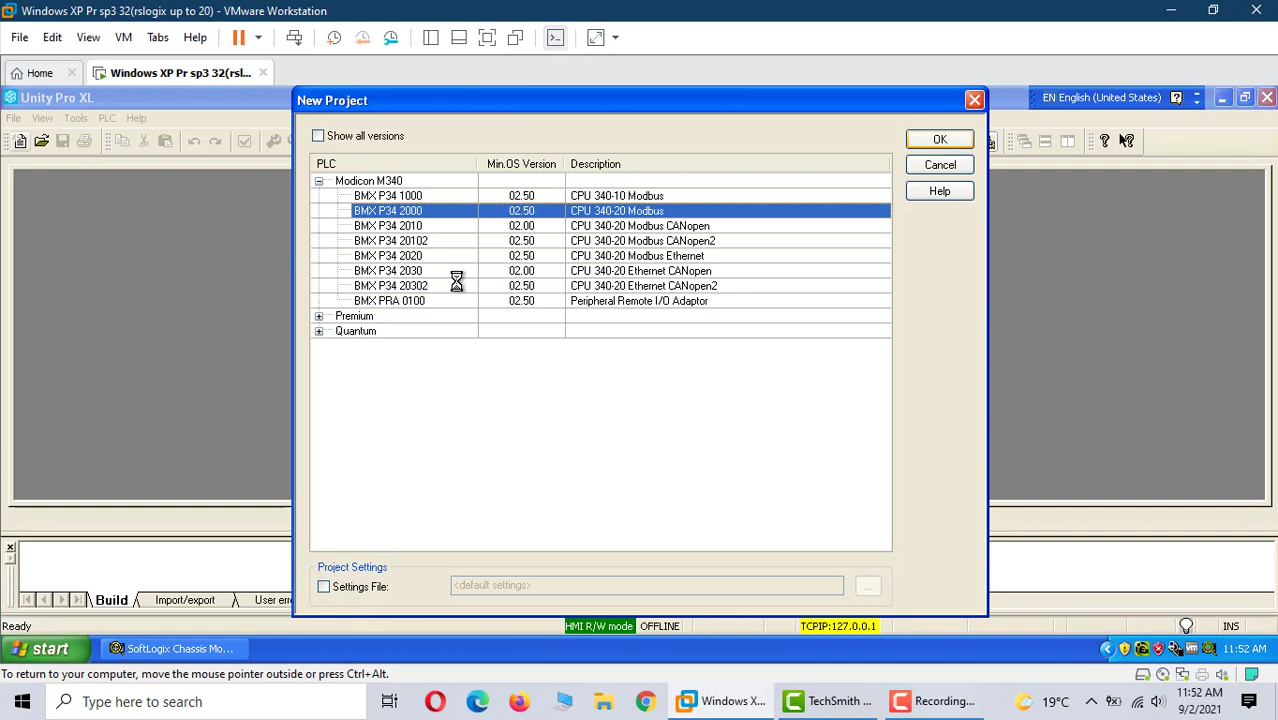 Windows XP Pr sp3 32(rslogix up to 20) - VMware Workstation
File Edit View VM Tabs Help
Home
Windows XP Pr sp3 32(rsl...
Unity Pro XL
EN English (United States)
File View Tools PLC Help
New Project
Show all versions
PLC Min.OS Version Description
Modicon M340
BMX P34 1000 02.50 CPU 340-10 Modbus
BMX P34 2000 02.50 CPU 340-20 Modbus
BMX P34 2010 02.00 CPU 340-20 Modbus CANopen
BMX P34 20102 02.50 CPU 340-20 Modbus CANopen2
BMX P34 2020 02.50 CPU 340-20 Modbus Ethernet
BMX P34 2030 02.00 CPU 340-20 Ethernet CANopen
BMX P34 20302 02.50 CPU 340-20 Ethernet CANopen2
BMX PRA 0100 02.50 Peripheral Remote I/O Adaptor
Premium
Quantum
OK
Cancel
Help
Project Settings
Settings File: <default settings> ...
Build Import/export User err
Ready HMI R/W mode OFFLINE TCPIP:127.0.0.1 INS
start SoftLogix Chassis Mo... 11:52 AM
To return to your computer, move the mouse pointer outside or press Ctrl+Alt.
Type here to search Windows X... TechSmith ... Recording... 19°C 11:52 AM
9/2/2021